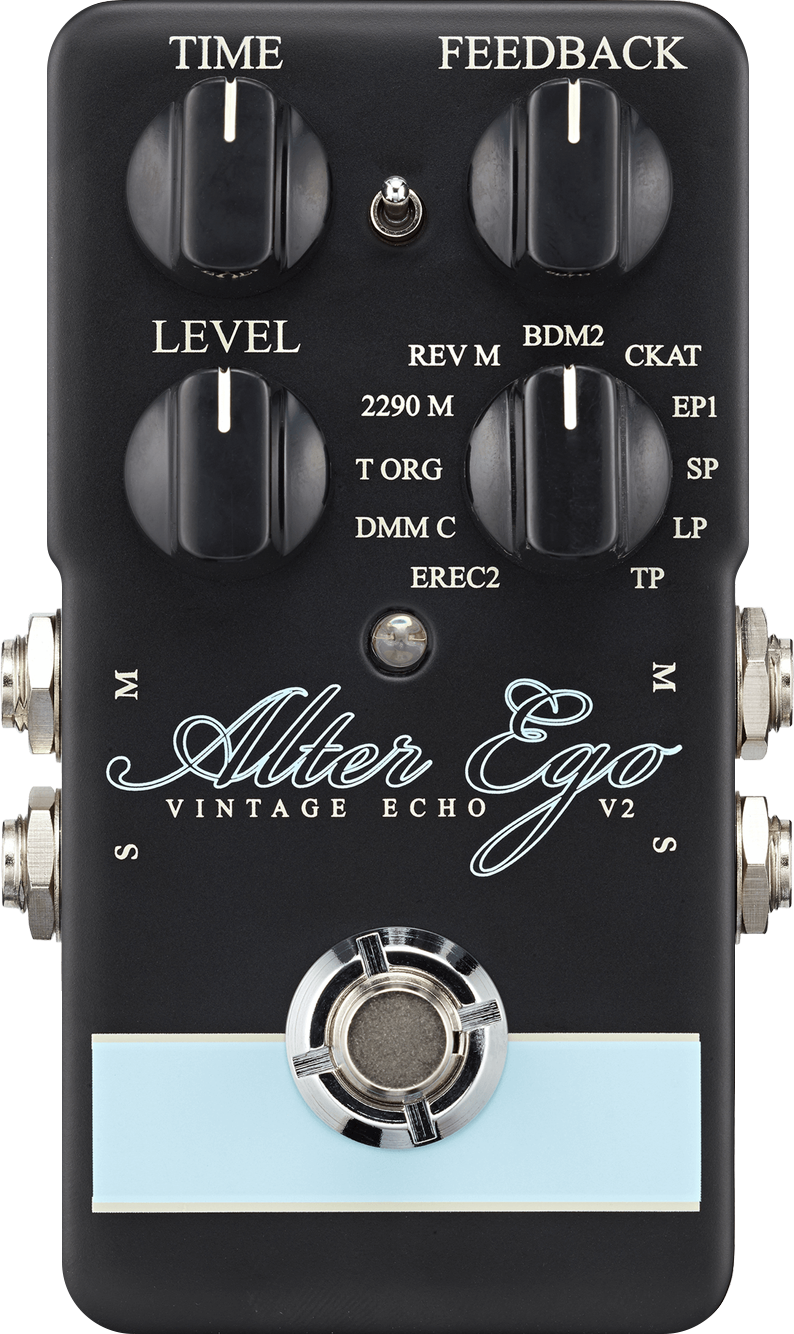 TIME
FEEDBACK
LEVEL
BDM2
REV M
CKAT
2290 M
EP1
T ORG
SP
DMM C
LP
EREC2
TP
M
M
Alter Ego
VINTAGE ECHO V2
S
S